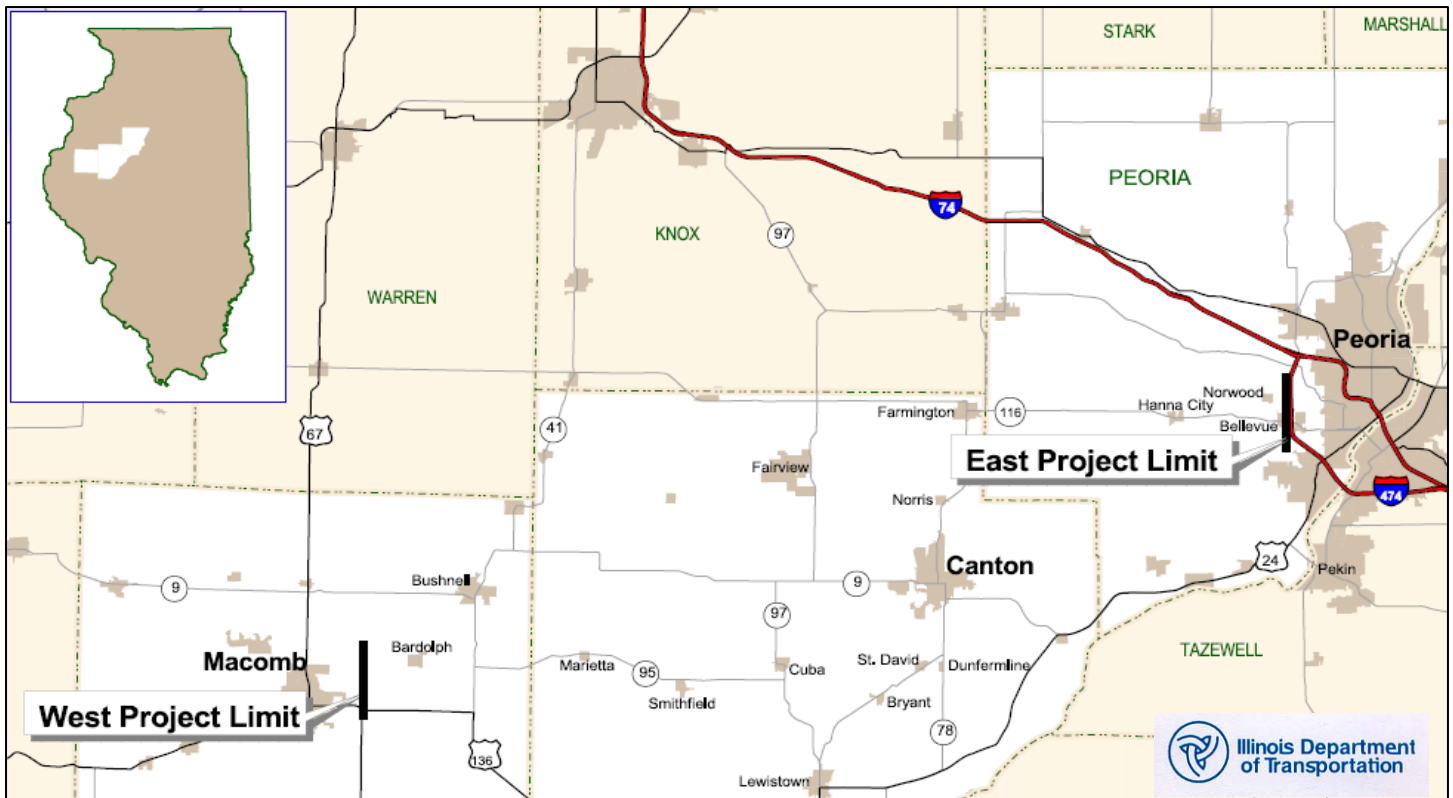 STARK
MARSHALL
PEORIA
74
97
KNOX
WARREN
Peoria
Norwood
Hanna City
Farmington
116
Bellevue
67
41
East Project Limit
Fairview
474
Norris
24
Canton
Pekin
Bushnel
9
9
97
Macomb
Bardolph
Marietta
95
Cuba
St. David
Dunfermline
TAZEWELL
Smithfield
Bryant
West Project Limit
78
136
Lewistown
Illinois Department
of Transportation